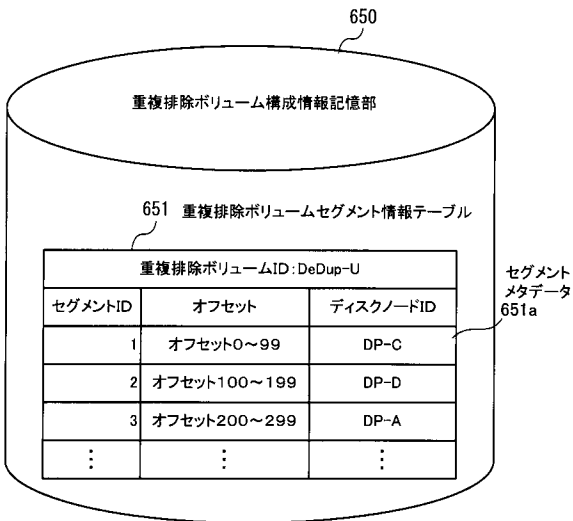 650
重複排除ボリューム構成情報記憶部
651 重複排除ボリュームセグメント情報テーブル
重複排除ボリュームID:DeDup-U
セグメントID オフセット ディスクノードID
1 オフセット0～99 DP-C
2 オフセット100～199 DP-D
3 オフセット200～299 DP-A
⋮ ⋮ ⋮
セグメント
メタデータ
651a